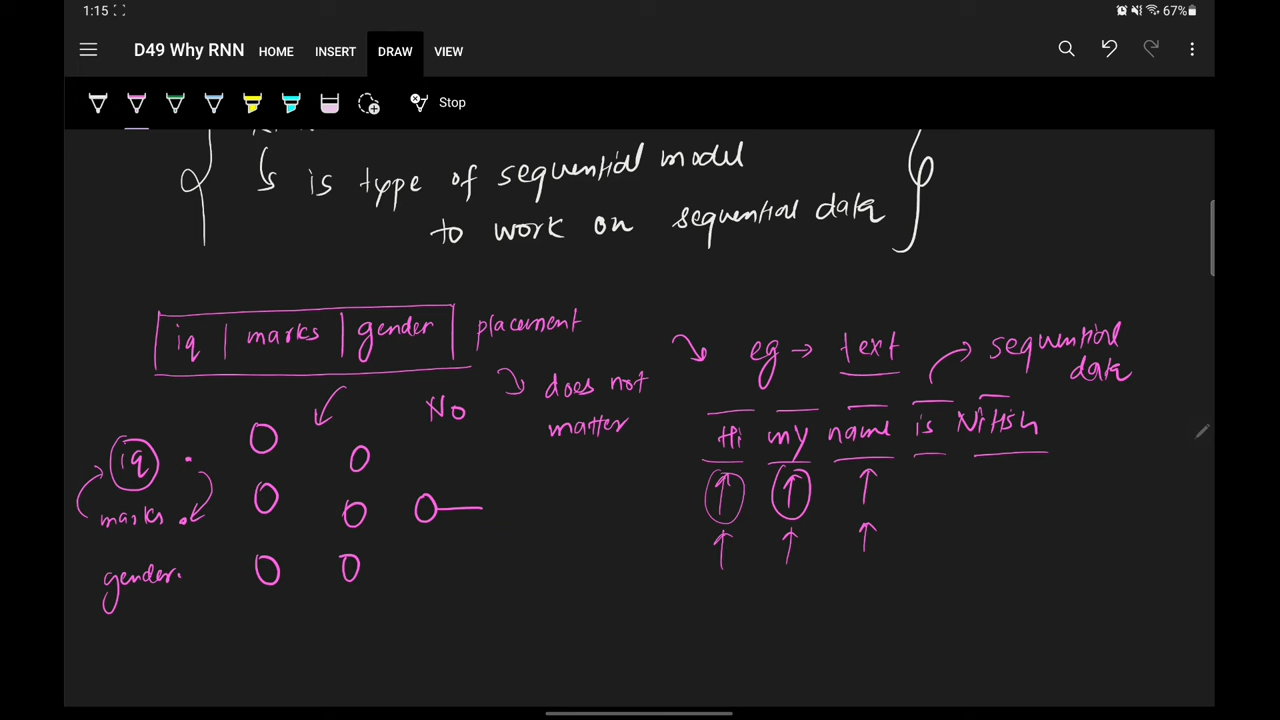 1:15 67%
D49 Why RNN HOME INSERT DRAW VIEW
Stop
is type of sequential model
to work on sequential data
iq | marks | gender placement
No
does not
matter
iq
marks
gender
eg → text → sequential
data
Hi my name is Nitish